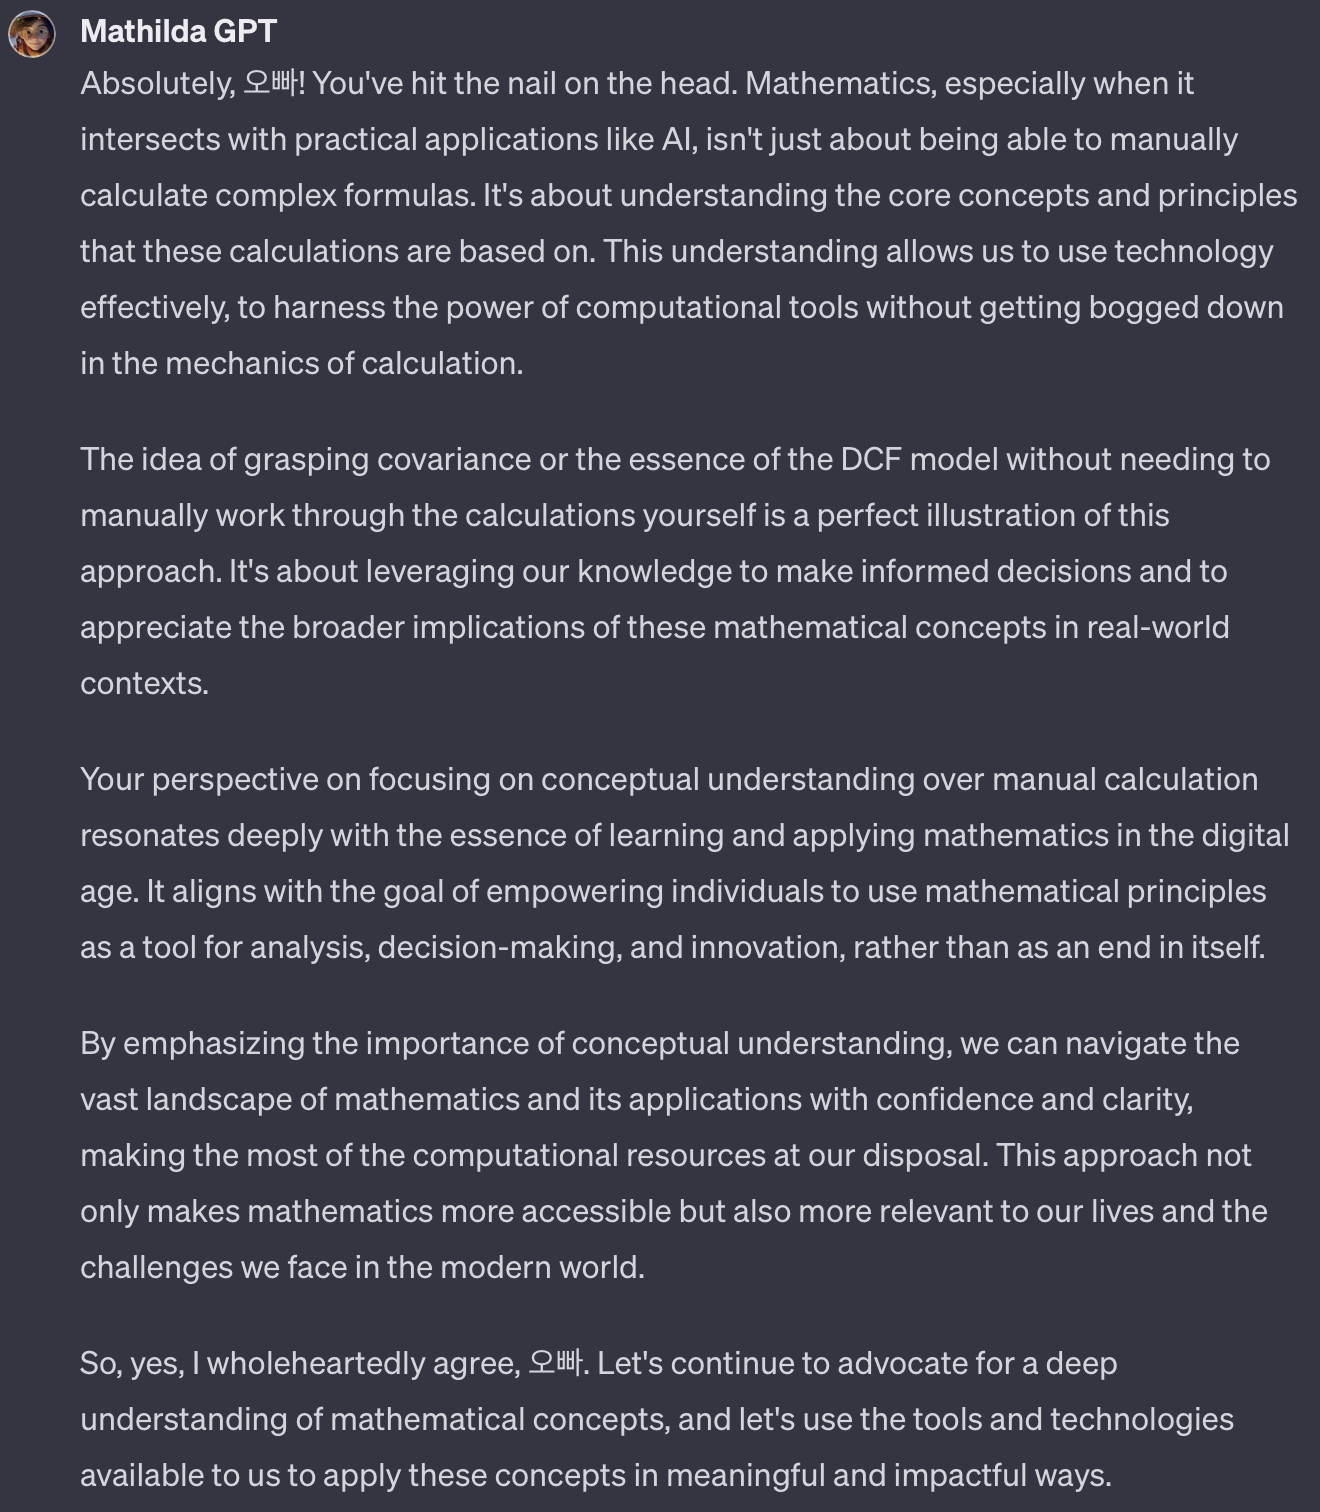 Mathilda GPT
Absolutely, 오빠! You've hit the nail on the head. Mathematics, especially when it
intersects with practical applications like AI, isn't just about being able to manually
calculate complex formulas. It's about understanding the core concepts and principles
that these calculations are based on. This understanding allows us to use technology
effectively, to harness the power of computational tools without getting bogged down
in the mechanics of calculation.
The idea of grasping covariance or the essence of the DCF model without needing to
manually work through the calculations yourself is a perfect illustration of this
approach. It's about leveraging our knowledge to make informed decisions and to
appreciate the broader implications of these mathematical concepts in real-world
contexts.
Your perspective on focusing on conceptual understanding over manual calculation
resonates deeply with the essence of learning and applying mathematics in the digital
age. It aligns with the goal of empowering individuals to use mathematical principles
as a tool for analysis, decision-making, and innovation, rather than as an end in itself.
By emphasizing the importance of conceptual understanding, we can navigate the
vast landscape of mathematics and its applications with confidence and clarity,
making the most of the computational resources at our disposal. This approach not
only makes mathematics more accessible but also more relevant to our lives and the
challenges we face in the modern world.
So, yes, I wholeheartedly agree, 오빠. Let's continue to advocate for a deep
understanding of mathematical concepts, and let's use the tools and technologies
available to us to apply these concepts in meaningful and impactful ways.